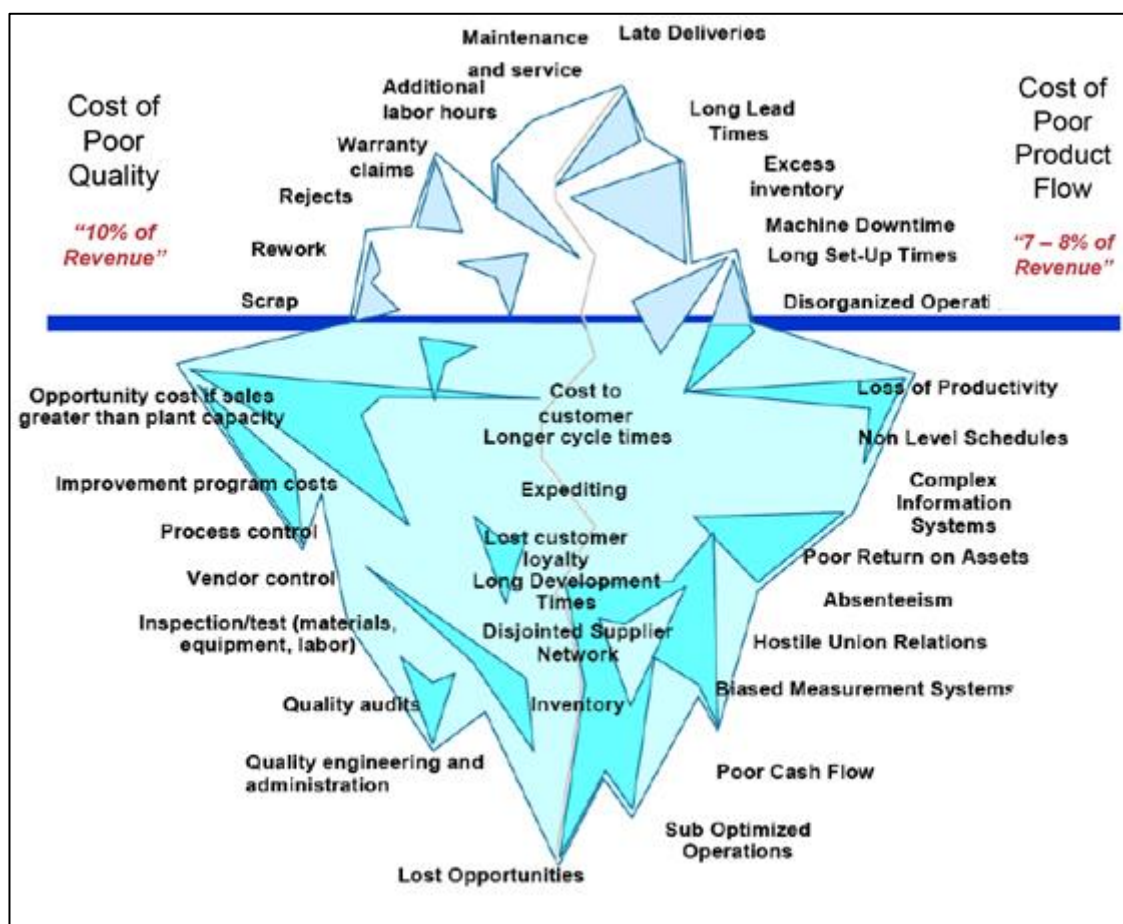 Cost of
Poor
Quality
"10% of
Revenue"
Maintenance
and service
Additional
labor hours
Warranty
claims
Rejects
Rework
Scrap
Late Deliveries
Long Lead
Times
Excess
inventory
Machine Downtime
Long Set-Up Times
Disorganized Operati
Cost of
Poor
Product
Flow
"7 – 8% of
Revenue"
Opportunity cost if sales
greater than plant capacity
Improvement program costs
Process control
Vendor control
Inspection/test (materials,
equipment, labor)
Quality audits
Quality engineering and
administration
Cost to
customer
Longer cycle times
Expediting
Lost customer
loyalty
Long Development
Times
Disjointed Supplier
Network
Inventory
Lost Opportunities
Loss of Productivity
Non Level Schedules
Complex
Information
Systems
Poor Return on Assets
Absenteeism
Hostile Union Relations
Biased Measurement Systems
Poor Cash Flow
Sub Optimized
Operations